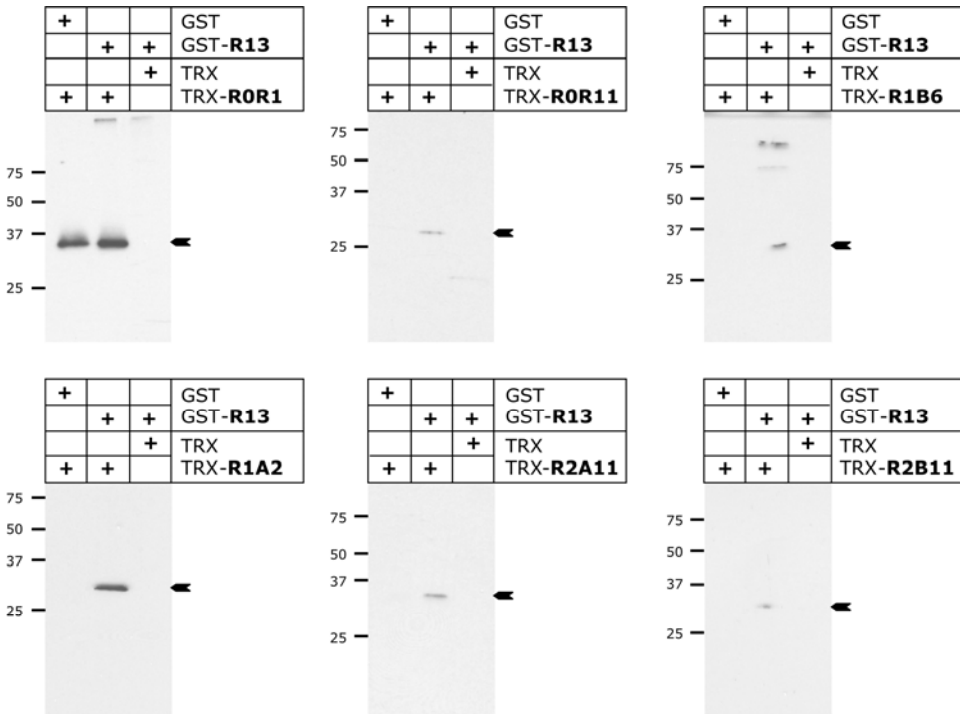 + GST
+ + GST-R13
+ TRX
+ + TRX-R0R1
75
50
37
25
+ GST
+ + GST-R13
+ TRX
+ + TRX-R0R11
75
50
37
25
+ GST
+ + GST-R13
+ TRX
+ + TRX-R1B6
75
50
37
25
+ GST
+ + GST-R13
+ TRX
+ + TRX-R1A2
75
50
37
25
+ GST
+ + GST-R13
+ TRX
+ + TRX-R2A11
75
50
37
25
+ GST
+ + GST-R13
+ TRX
+ + TRX-R2B11
75
50
37
25